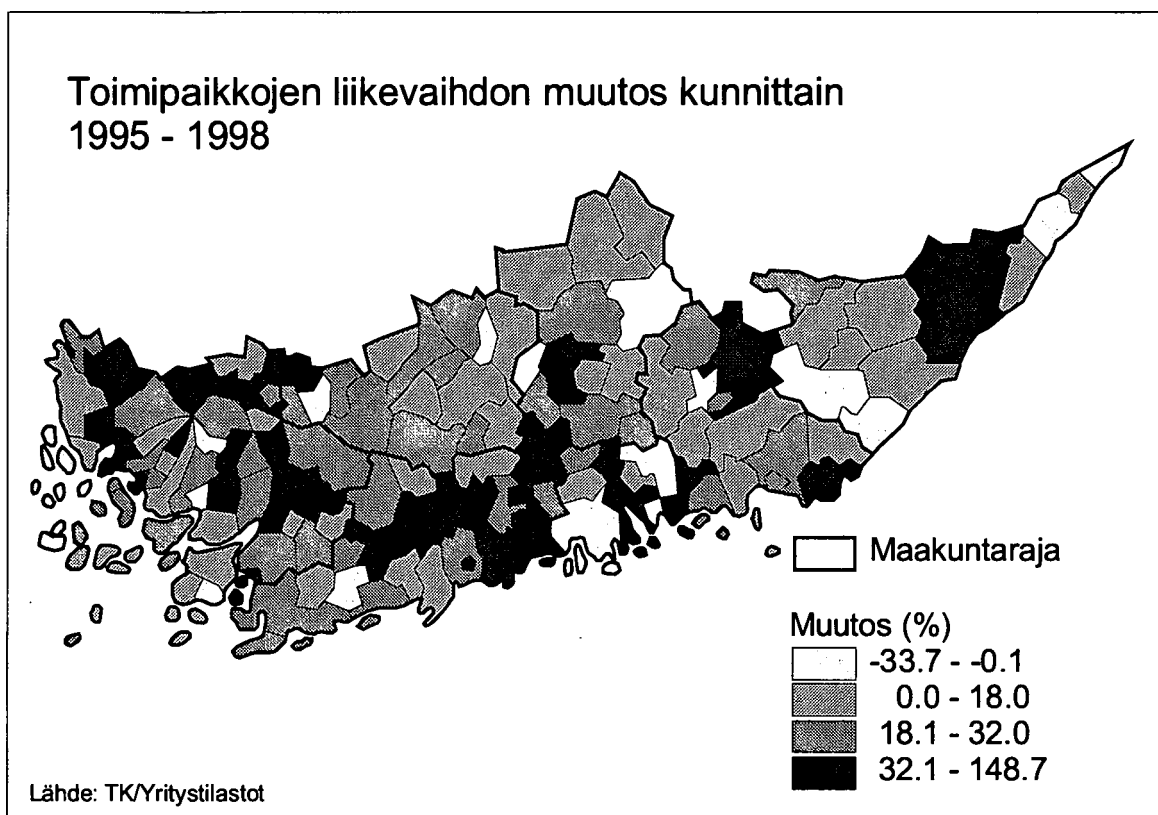 Toimipaikkojen liikevaihdon muutos kunnittain
1995 - 1998
Maakuntaraja
Muutos (%)
-33.7 - -0.1
0.0 - 18.0
18.1 - 32.0
32.1 - 148.7
Lähde: TK/Yritystilastot